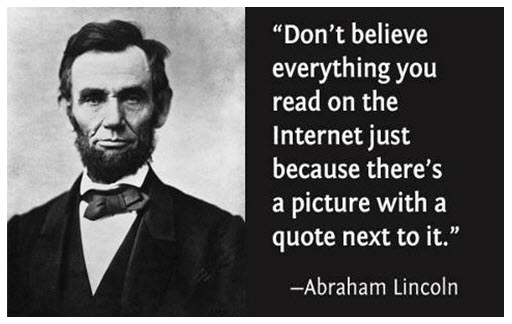 “Don’t believe
everything you
read on the
Internet just
because there’s
a picture with a
quote next to it.”
—Abraham Lincoln